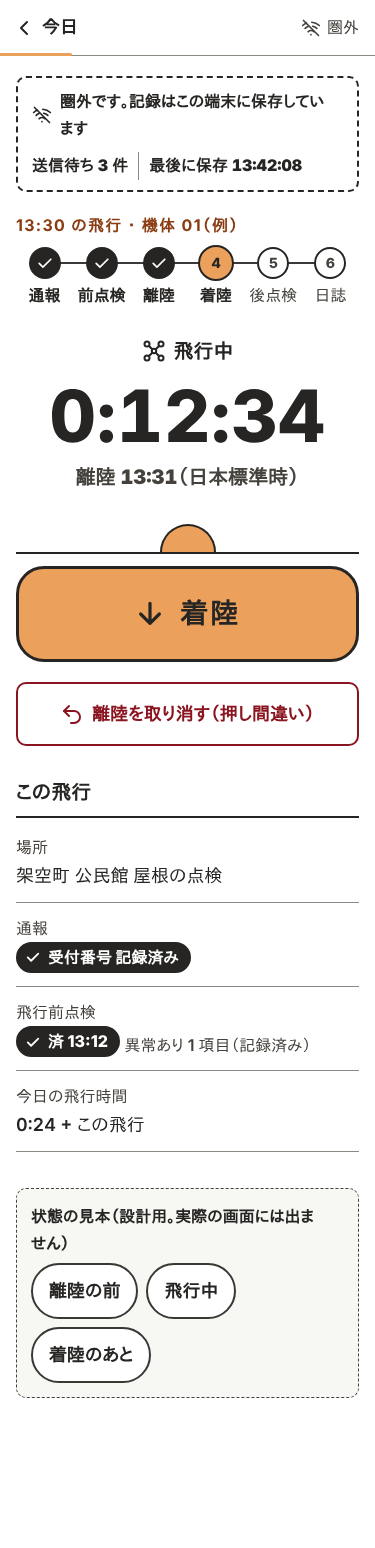 今日
圏外
圏外です。記録はこの端末に保存してい
ます
送信待ち 3 件
最後に保存 13:42:08
13:30 の飛行・機体 01(例)
4
5
6
通報
前点検
離陸
着陸
後点検
日誌
飛行中
0:12:34
離陸 13:31(日本標準時)
着陸
離陸を取り消す(押し間違い)
この飛行
場所
架空町 公民館 屋根の点検
通報
受付番号 記録済み
飛行前点検
済 13:12 異常あり 1 項目(記録済み)
今日の飛行時間
0:24 + この飛行
状態の見本(設計用。実際の画面には出ま
せん)
離陸の前
飛行中
着陸のあと